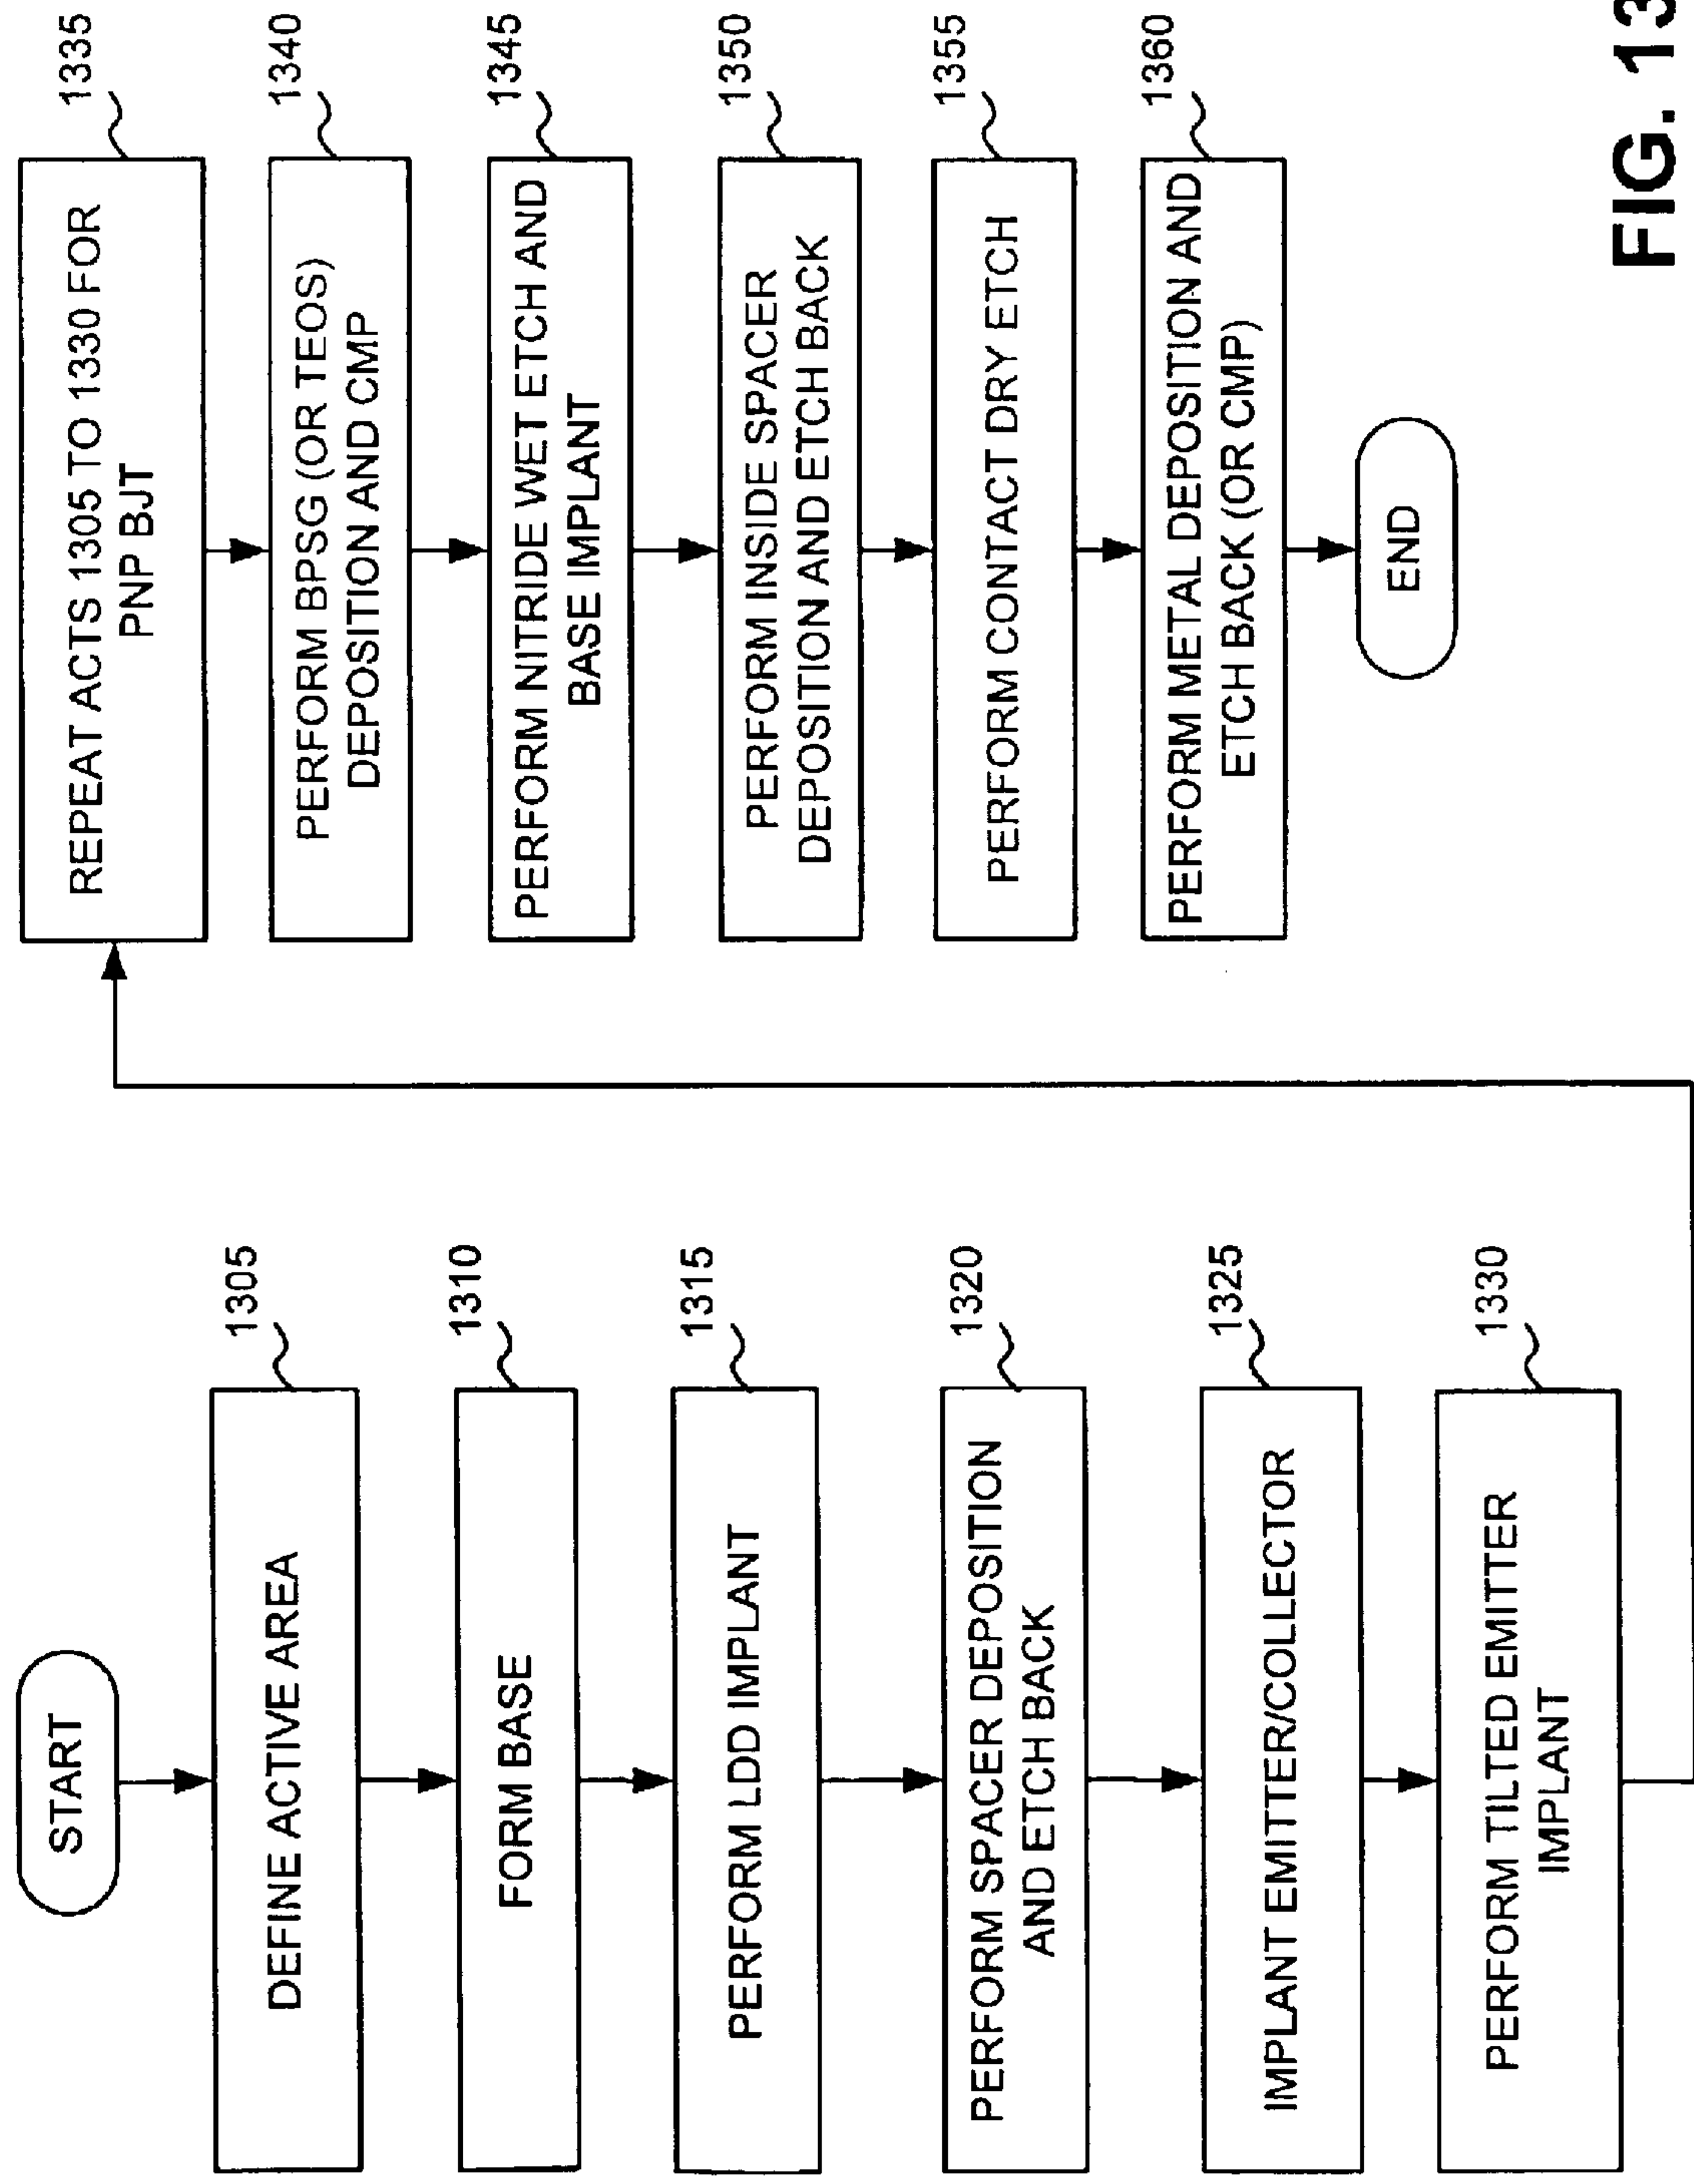 START
DEFINE ACTIVE AREA
1305
FORM BASE
1310
PERFORM LDD IMPLANT
1315
PERFORM SPACER DEPOSITION
AND ETCH BACK
1320
IMPLANT EMITTER/COLLECTOR
1325
PERFORM TILTED EMITTER
IMPLANT
1330
REPEAT ACTS 1305 TO 1330 FOR
PNP BJT
1335
PERFORM BPSG (OR TEOS)
DEPOSITION AND CMP
1340
PERFORM NITRIDE WET ETCH AND
BASE IMPLANT
1345
PERFORM INSIDE SPACER
DEPOSITION AND ETCH BACK
1350
PERFORM CONTACT DRY ETCH
1355
PERFORM METAL DEPOSITION AND
ETCH BACK (OR CMP)
1360
END
FIG. 13